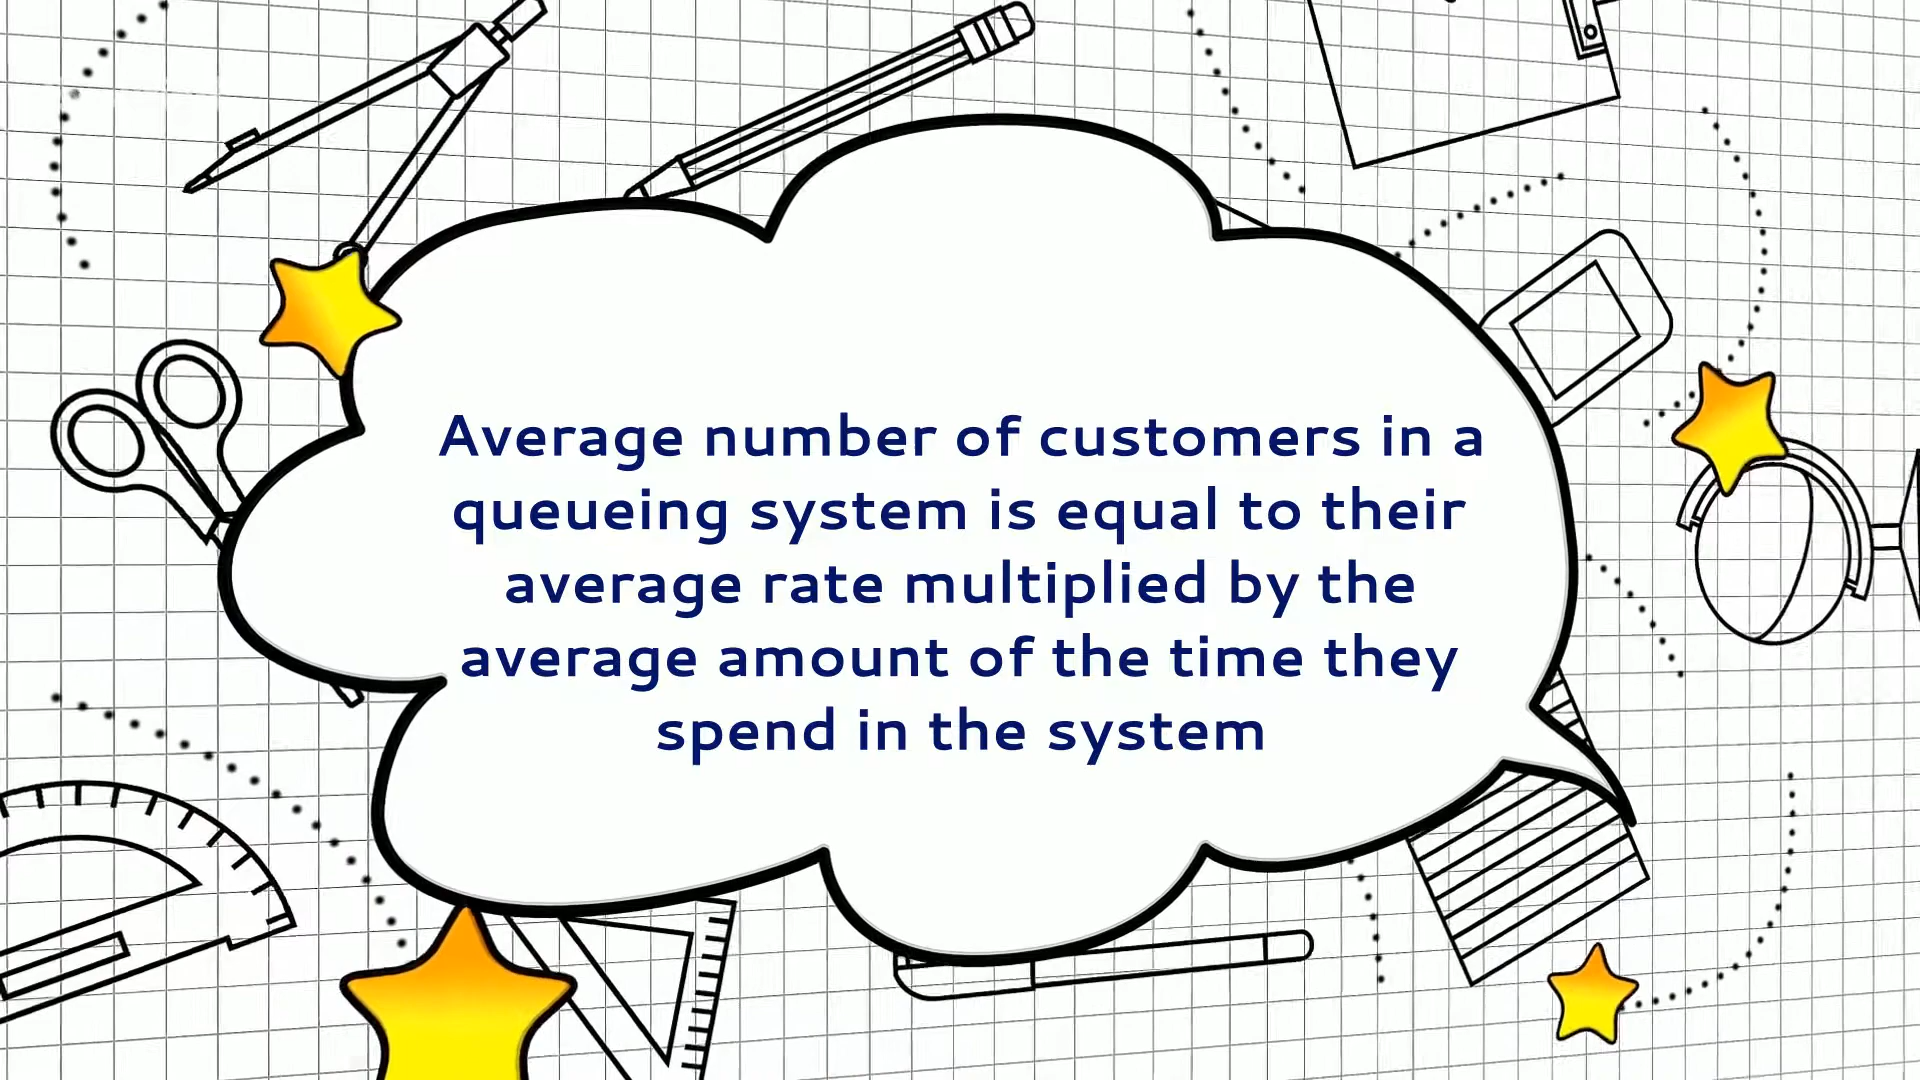 Average number of customers in a
queueing system is equal to their
average rate multiplied by the
average amount of the time they
spend in the system